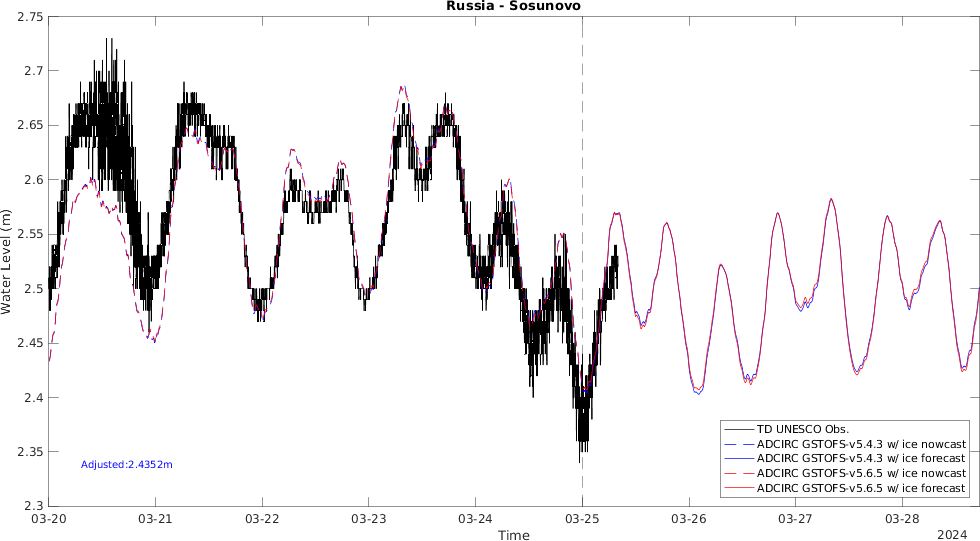 Russia - Sosunovo
2.75
2.7
2.65
2.6
2.55
2.5
2.45
2.4
2.35
2.3
Water Level (m)
Adjusted:2.4352m
TD UNESCO Obs.
ADCIRC GSTOFS-v5.4.3 w/ ice nowcast
ADCIRC GSTOFS-v5.4.3 w/ ice forecast
ADCIRC GSTOFS-v5.6.5 w/ ice nowcast
ADCIRC GSTOFS-v5.6.5 w/ ice forecast
03-20 03-21 03-22 03-23 03-24 03-25 03-26 03-27 03-28
Time
2024